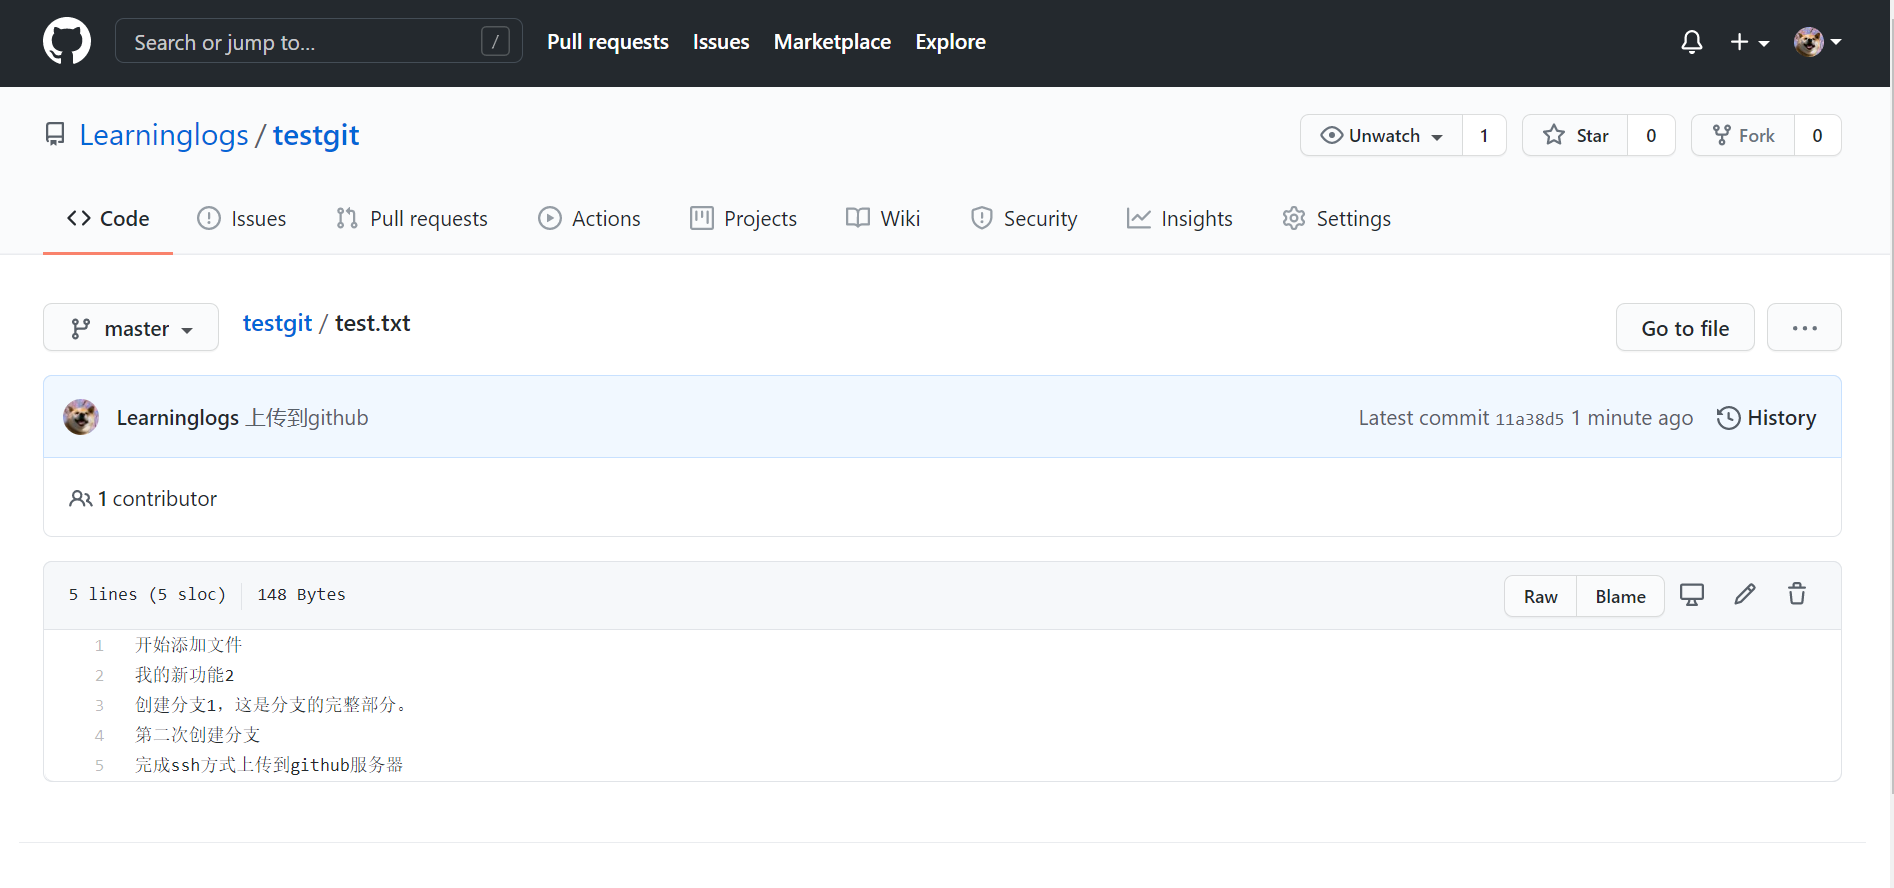 Search or jump to... /
Pull requests Issues Marketplace Explore
Learninglogs / testgit
Unwatch 1 Star 0 Fork 0
Code Issues Pull requests Actions Projects Wiki Security Insights Settings
master testgit / test.txt Go to file ...
Learninglogs 上传到github Latest commit 11a38d5 1 minute ago History
1 contributor
5 lines (5 sloc) 148 Bytes Raw Blame
1 开始添加文件
2 我的新功能2
3 创建分支1，这是分支的完整部分。
4 第二次创建分支
5 完成ssh方式上传到github服务器